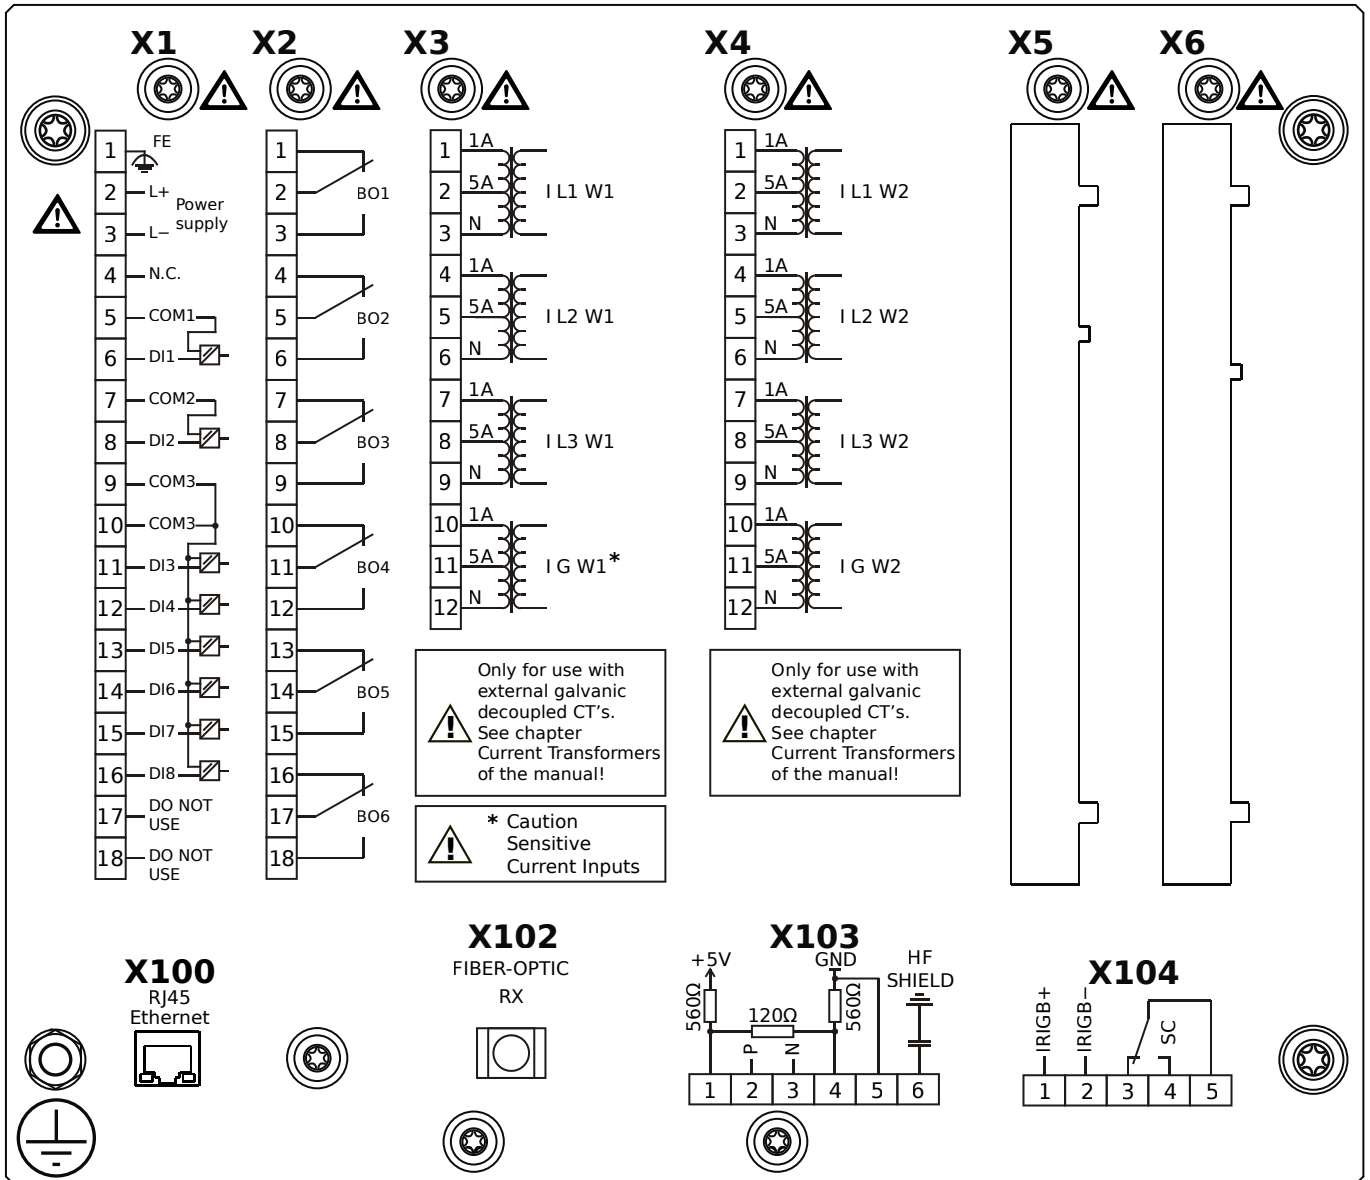 X1
X2
X3
X4
X5
X6
1
FE
2
L+
Power
supply
3
L−
4
N.C.
5
COM1
6
DI1
7
COM2
8
DI2
9
COM3
10
COM3
11
DI3
12
DI4
13
DI5
14
DI6
15
DI7
16
DI8
17
DO NOT
USE
18
DO NOT
USE
1
2
BO1
3
4
5
BO2
6
7
8
BO3
9
10
11
BO4
12
13
14
BO5
15
16
17
BO6
18
1
1A
2
5A
I L1 W1
3
N
4
1A
5
5A
I L2 W1
6
N
7
1A
8
5A
I L3 W1
9
N
10
1A
11
5A
I G W1*
12
N
Only for use with
external galvanic
decoupled CT's.
See chapter
Current Transformers
of the manual!
* Caution
Sensitive
Current Inputs
1
1A
2
5A
I L1 W2
3
N
4
1A
5
5A
I L2 W2
6
N
7
1A
8
5A
I L3 W2
9
N
10
1A
11
5A
I G W2
12
N
Only for use with
external galvanic
decoupled CT's.
See chapter
Current Transformers
of the manual!
X100
RJ45
Ethernet
X102
FIBER-OPTIC
RX
X103
+5V
GND
HF
SHIELD
560Ω
120Ω
560Ω
P
N
1 2 3 4 5 6
X104
IRIGB+
IRIGB−
SC
1 2 3 4 5